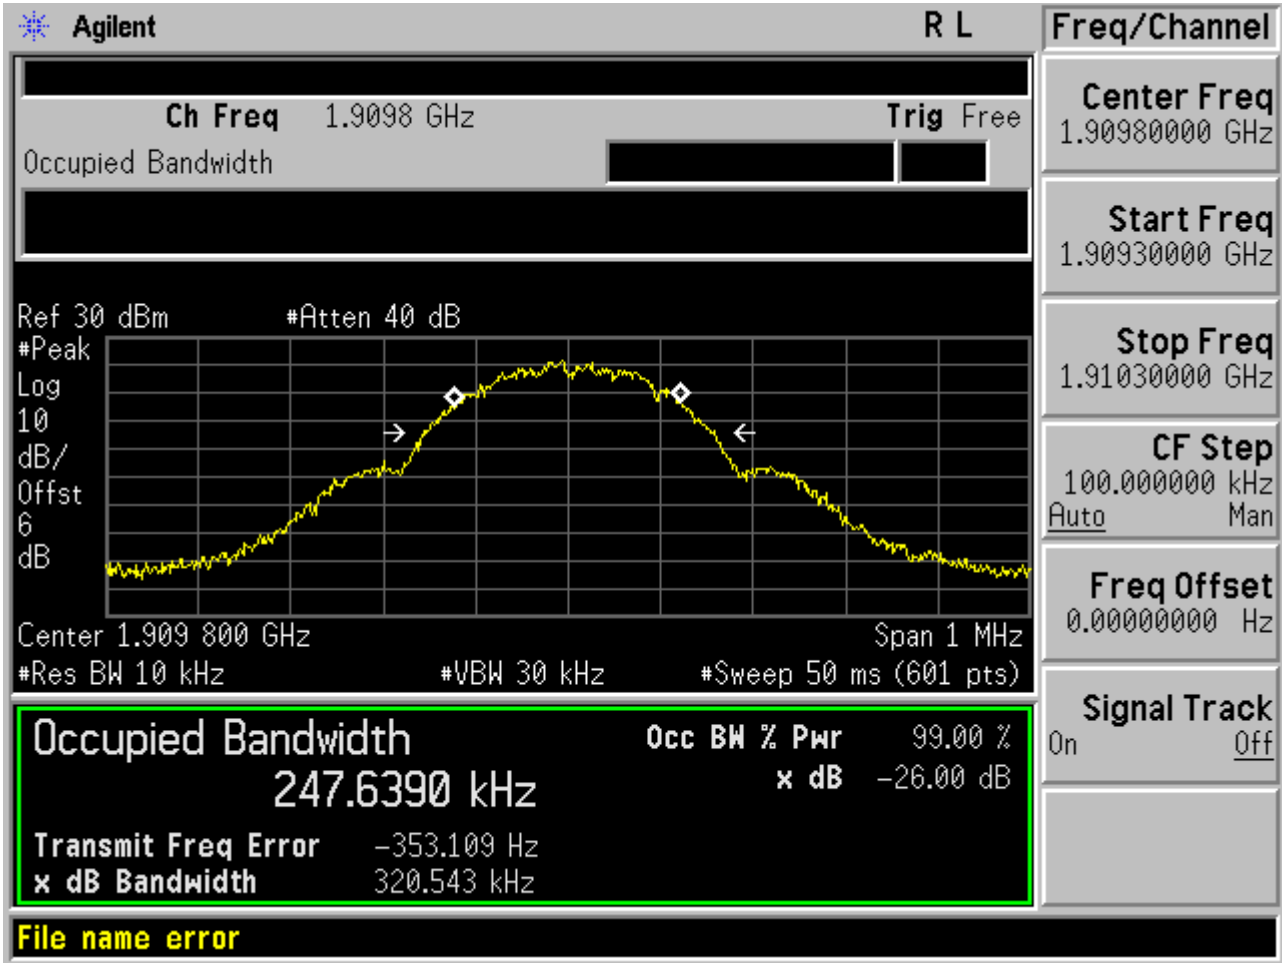 Agilent R L Freq/Channel
Ch Freq 1.9098 GHz Trig Free
Occupied Bandwidth
Center Freq
1.90980000 GHz
Start Freq
1.90930000 GHz
Stop Freq
1.91030000 GHz
CF Step
100.000000 kHz
Auto Man
Freq Offset
0.00000000 Hz
Signal Track
On Off
Ref 30 dBm #Atten 40 dB
#Peak
Log
10
dB/
Offst
6
dB
Center 1.909 800 GHz Span 1 MHz
#Res BW 10 kHz #VBW 30 kHz #Sweep 50 ms (601 pts)
Occupied Bandwidth Occ BW % Pwr 99.00 %
247.6390 kHz x dB -26.00 dB
Transmit Freq Error -353.109 Hz
x dB Bandwidth 320.543 kHz
File name error